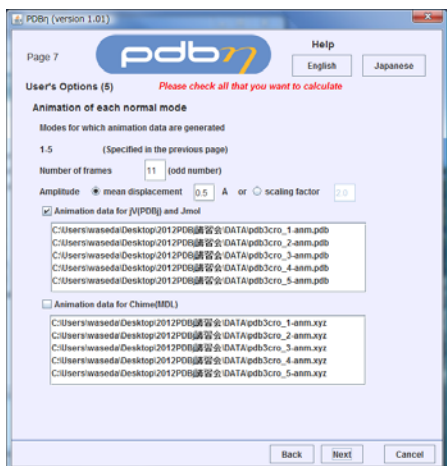 PDBη (version 1.01)
Page 7
pdbη
Help
English
Japanese
User's Options (5)
Please check all that you want to calculate
Animation of each normal mode
Modes for which animation data are generated
1-5 (Specified in the previous page)
Number of frames 11 (odd number)
Amplitude mean displacement 0.5 A or scaling factor 2.0
Animation data for jV(PDBj) and Jmol
C:\Users\waseda\Desktop\2012PDBj講習会\DATA\pdb3cro_1-anm.pdb
C:\Users\waseda\Desktop\2012PDBj講習会\DATA\pdb3cro_2-anm.pdb
C:\Users\waseda\Desktop\2012PDBj講習会\DATA\pdb3cro_3-anm.pdb
C:\Users\waseda\Desktop\2012PDBj講習会\DATA\pdb3cro_4-anm.pdb
C:\Users\waseda\Desktop\2012PDBj講習会\DATA\pdb3cro_5-anm.pdb
Animation data for Chime(MDL)
C:\Users\waseda\Desktop\2012PDBj講習会\DATA\pdb3cro_1-anm.xyz
C:\Users\waseda\Desktop\2012PDBj講習会\DATA\pdb3cro_2-anm.xyz
C:\Users\waseda\Desktop\2012PDBj講習会\DATA\pdb3cro_3-anm.xyz
C:\Users\waseda\Desktop\2012PDBj講習会\DATA\pdb3cro_4-anm.xyz
C:\Users\waseda\Desktop\2012PDBj講習会\DATA\pdb3cro_5-anm.xyz
Back
Next
Cancel